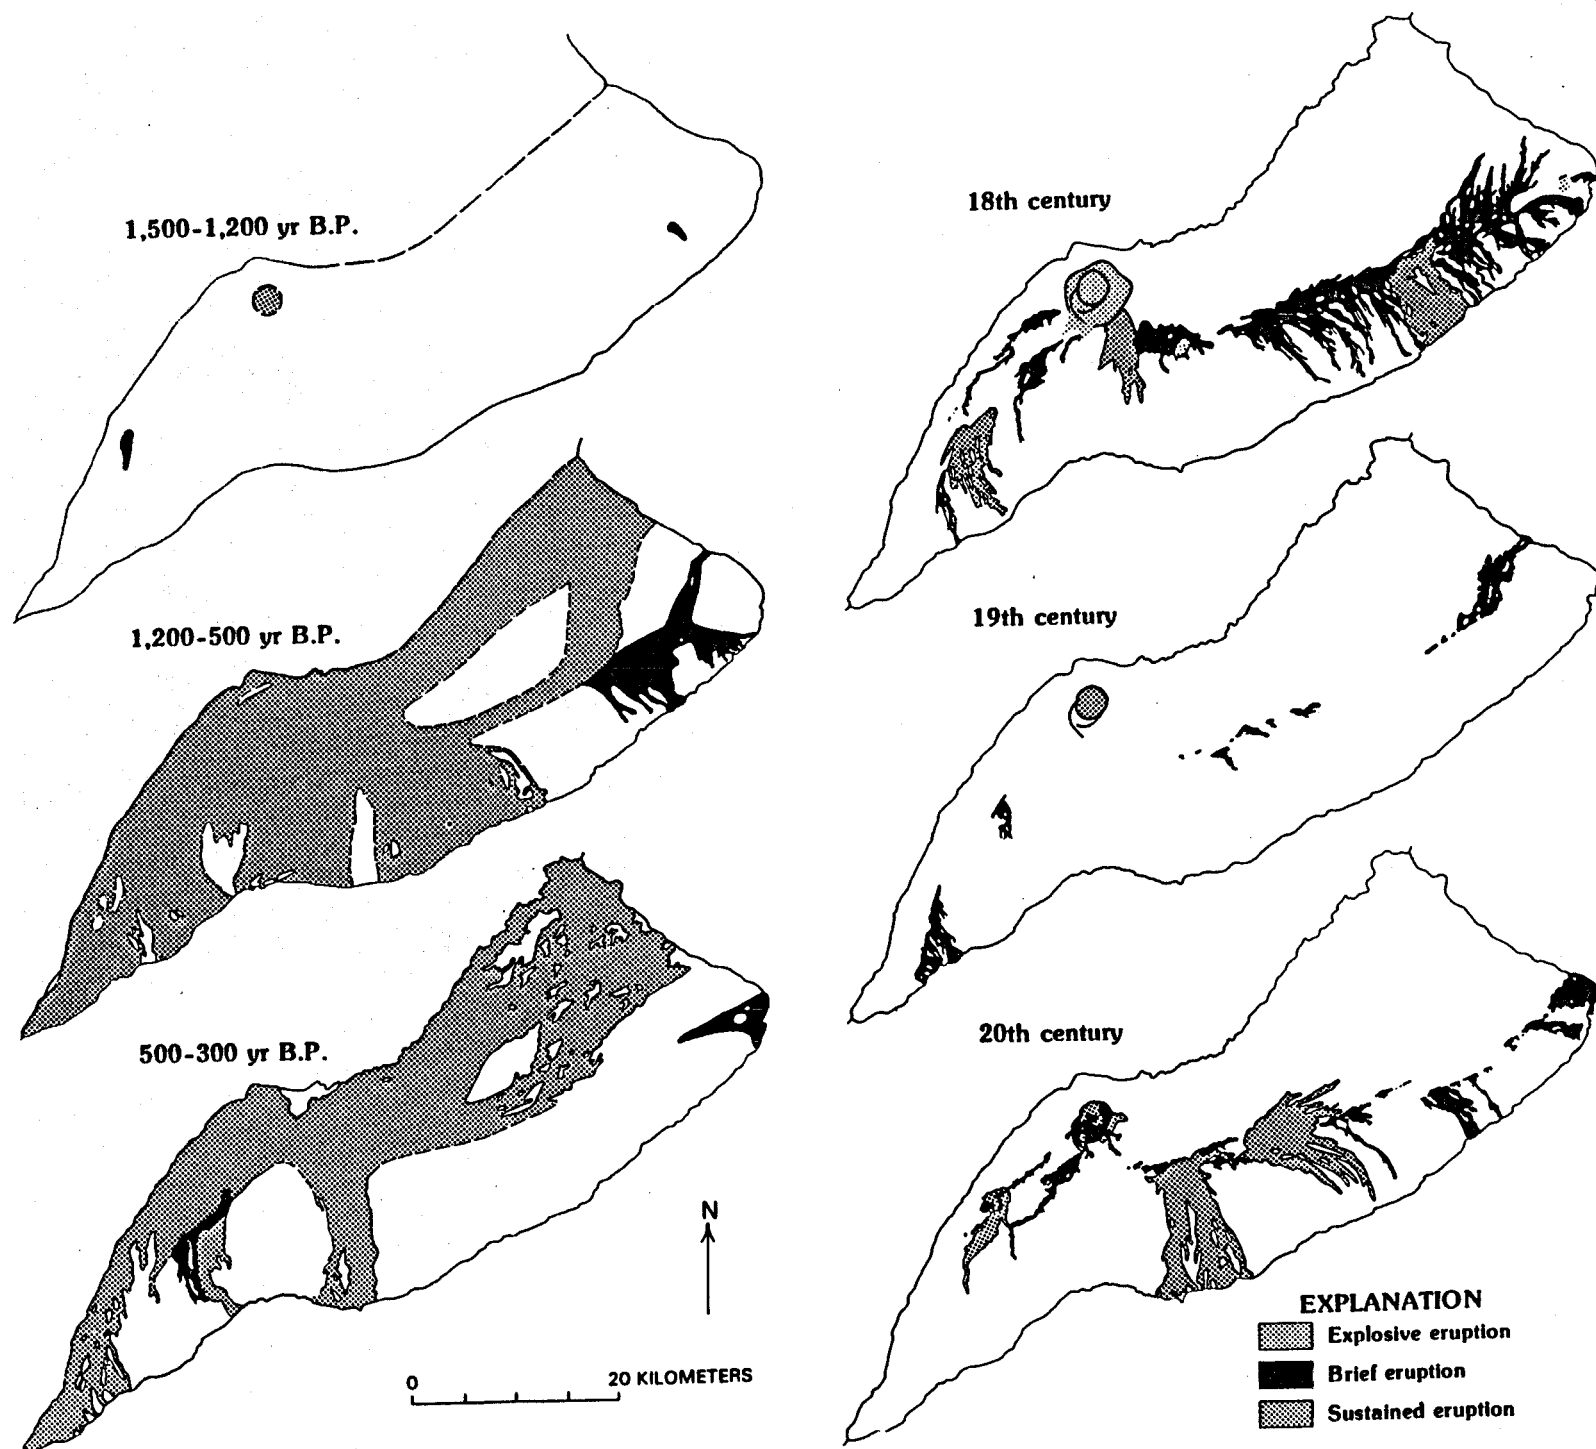 1,500-1,200 yr B.P.
18th century
1,200-500 yr B.P.
19th century
500-300 yr B.P.
20th century
N
0 20 KILOMETERS
EXPLANATION
Explosive eruption
Brief eruption
Sustained eruption